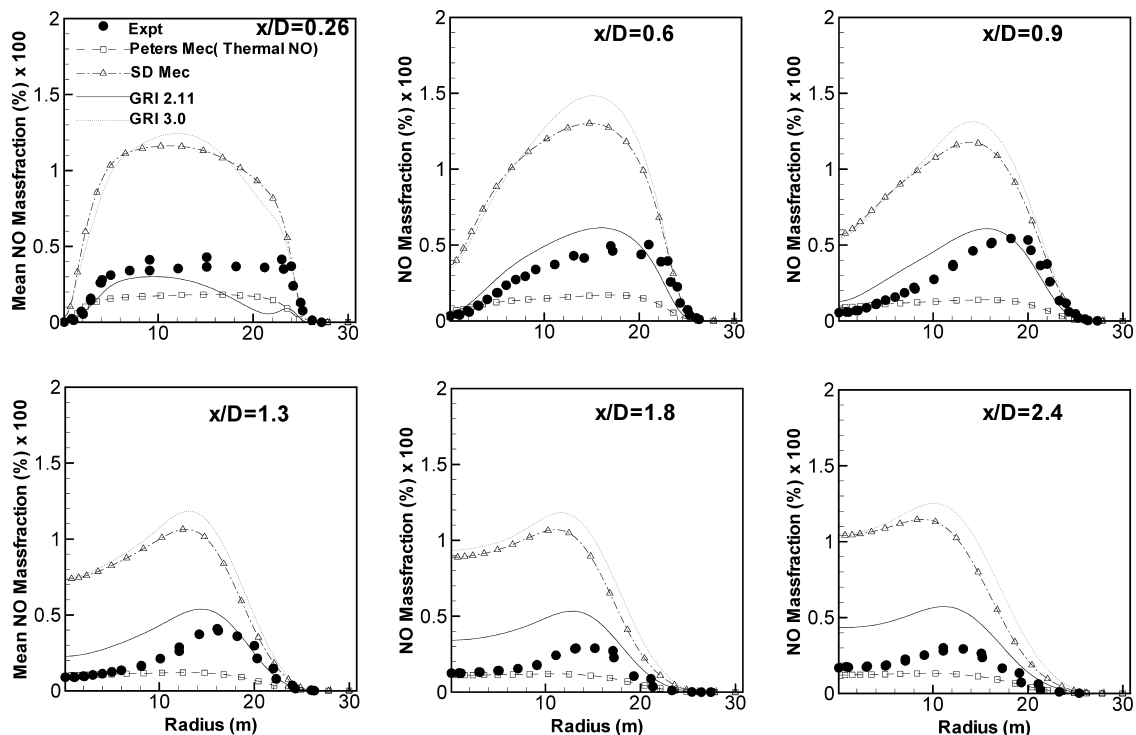 x/D=0.26
Expt
Peters Mec( Thermal NO)
SD Mec
GRI 2.11
GRI 3.0
Mean NO Massfraction (%) x 100
2
1.5
1
0.5
0
10
20
30
x/D=0.6
NO Massfraction (%) x 100
2
1.5
1
0.5
0
0
10
20
30
x/D=0.9
NO Massfraction (%) x 100
2
1.5
1
0.5
0
0
10
20
30
x/D=1.3
Mean NO Massfraction (%) x 100
2
1.5
1
0.5
0
10
20
30
Radius (m)
x/D=1.8
NO Massfraction (%) x 100
2
1.5
1
0.5
0
0
10
20
30
Radius (m)
x/D=2.4
NO Massfraction (%) x 100
2
1.5
1
0.5
0
0
10
20
30
Radius (m)